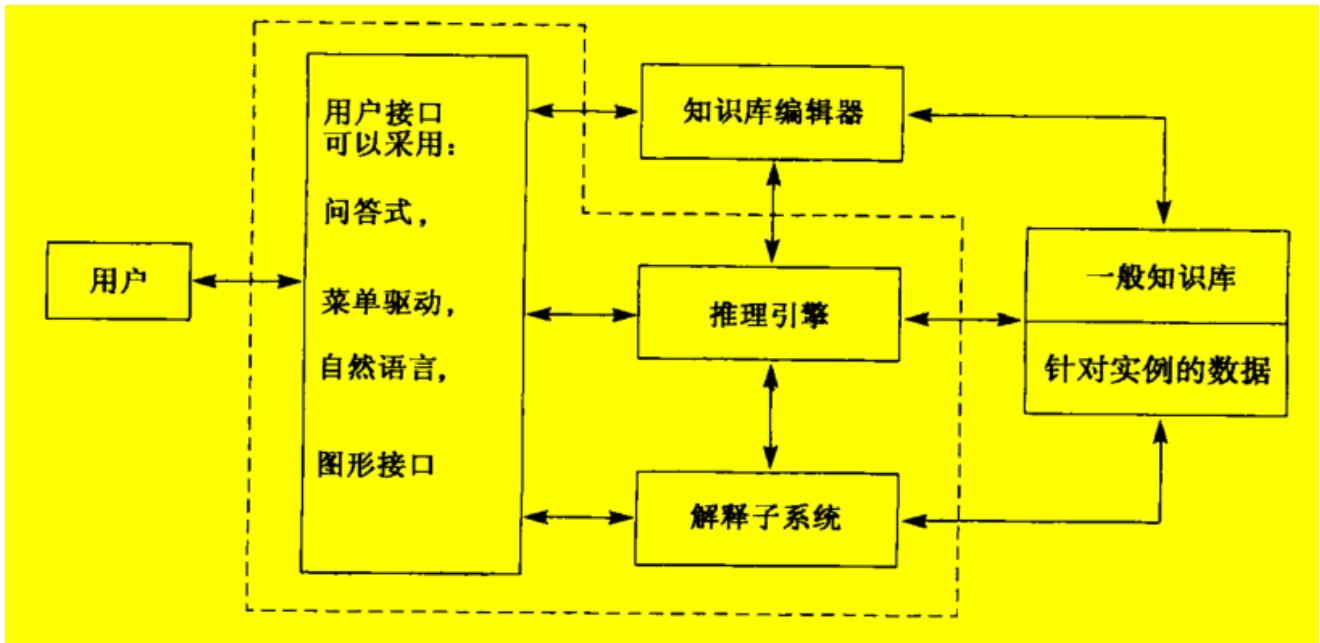 用户
用户接口
可以采用：
问答式，
菜单驱动，
自然语言，
图形接口
知识库编辑器
推理引擎
解释子系统
一般知识库
针对实例的数据